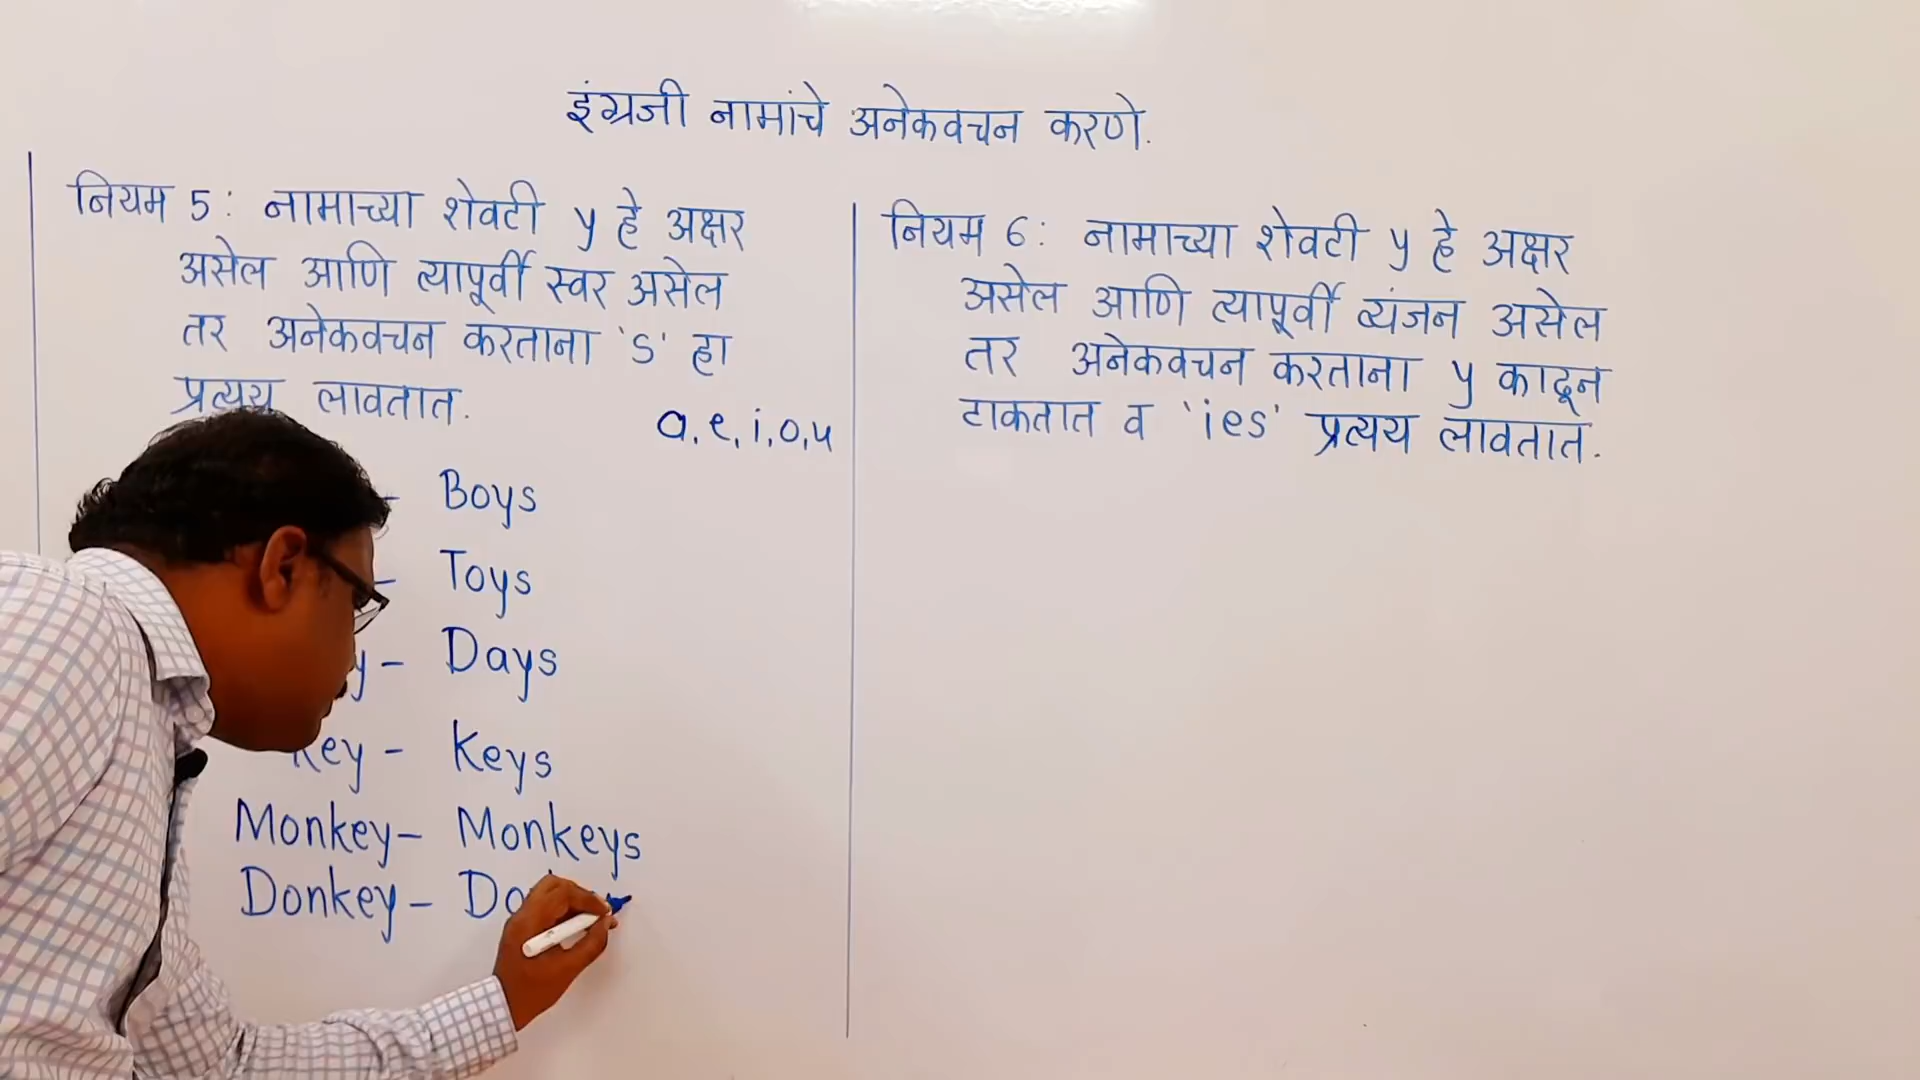 इंग्रजी नामांचे अनेकवचन करणे.
नियम 5: नामाच्या शेवटी y हे अक्षर
असेल आणि त्यापूर्वी स्वर असेल
तर अनेकवचन करताना 's' हा
प्रत्यय लावतात.
a, e, i, o, u
- Boys
- Toys
y - Days
Key - Keys
Monkey - Monkeys
Donkey - Do
नियम 6: नामाच्या शेवटी y हे अक्षर
असेल आणि त्यापूर्वी व्यंजन असेल
तर अनेकवचन करताना y काढून
टाकतात व 'ies' प्रत्यय लावतात.